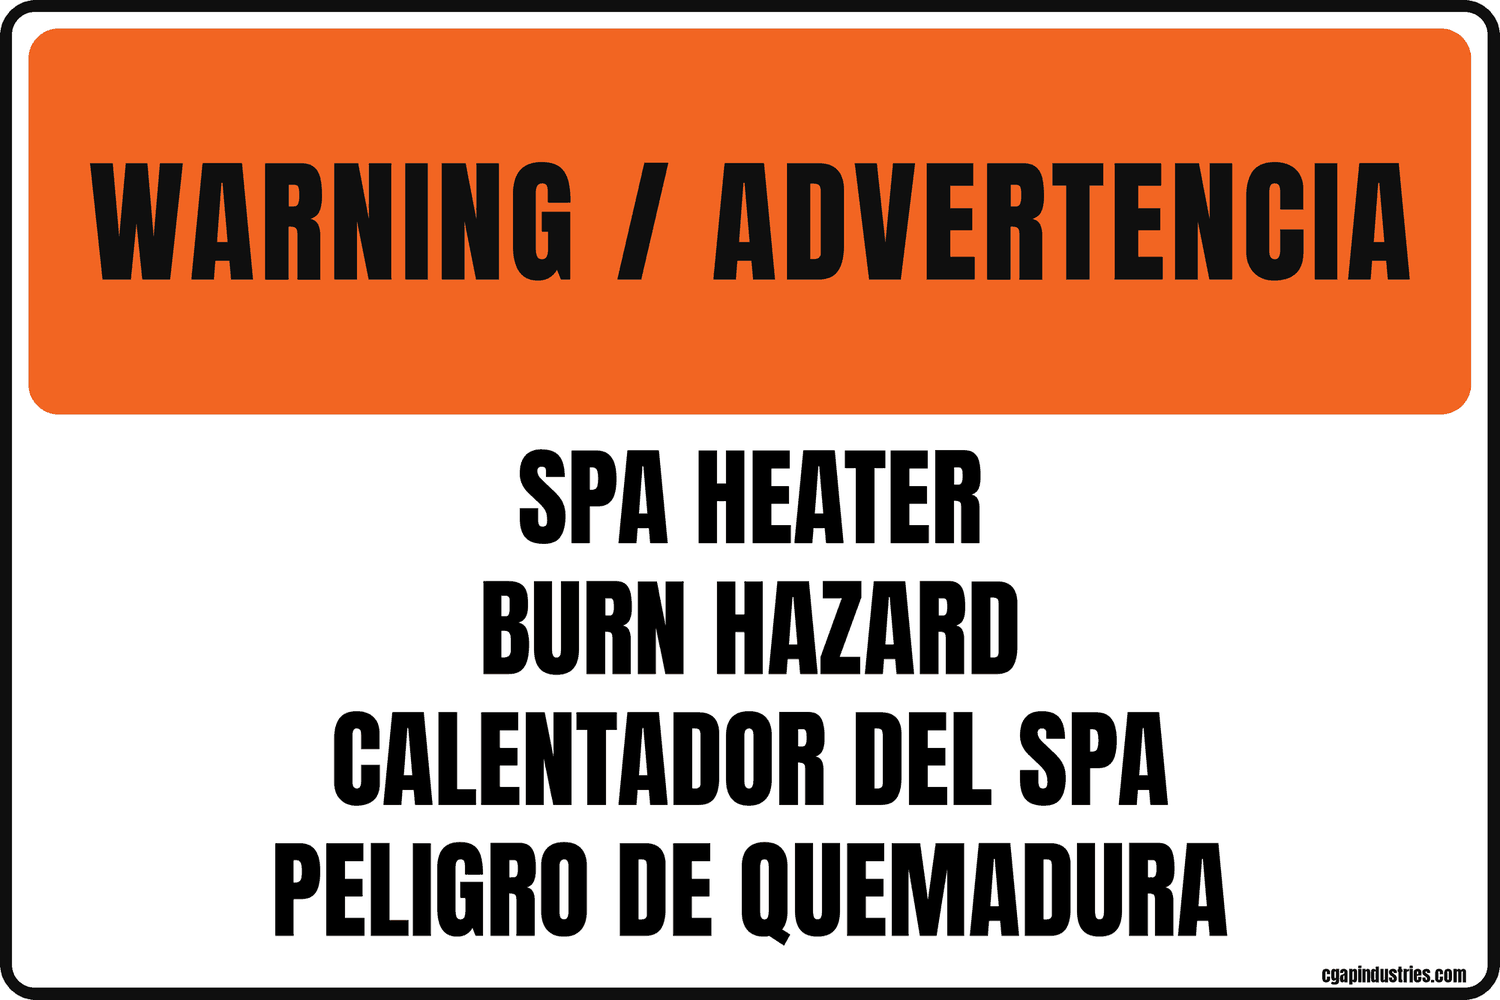 WARNING / ADVERTENCIA
SPA HEATER
BURN HAZARD
CALENTADOR DEL SPA
PELIGRO DE QUEMADURA
cgapindustries.com